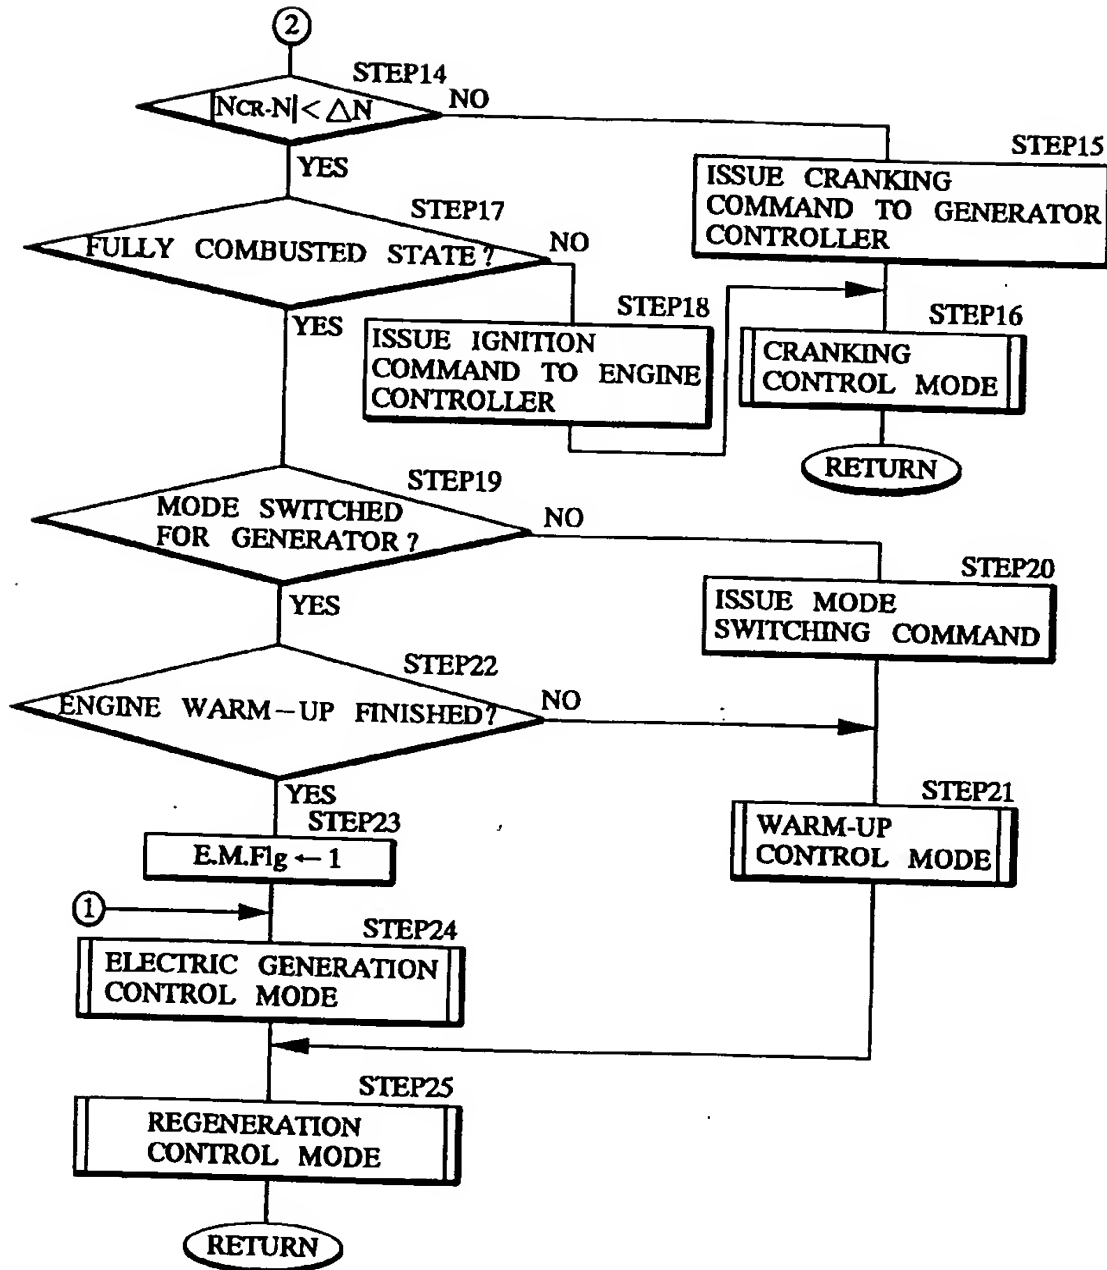 2
STEP14
|NCR-N| < △N
NO
YES
STEP15
ISSUE CRANKING
COMMAND TO GENERATOR
CONTROLLER
STEP17
FULLY COMBUSTED STATE?
NO
YES
STEP18
ISSUE IGNITION
COMMAND TO ENGINE
CONTROLLER
STEP16
CRANKING
CONTROL MODE
RETURN
STEP19
MODE SWITCHED
FOR GENERATOR?
NO
YES
STEP20
ISSUE MODE
SWITCHING COMMAND
STEP22
ENGINE WARM-UP FINISHED?
NO
YES
STEP21
WARM-UP
CONTROL MODE
STEP23
E.M.Flg ← 1
1
STEP24
ELECTRIC GENERATION
CONTROL MODE
STEP25
REGENERATION
CONTROL MODE
RETURN